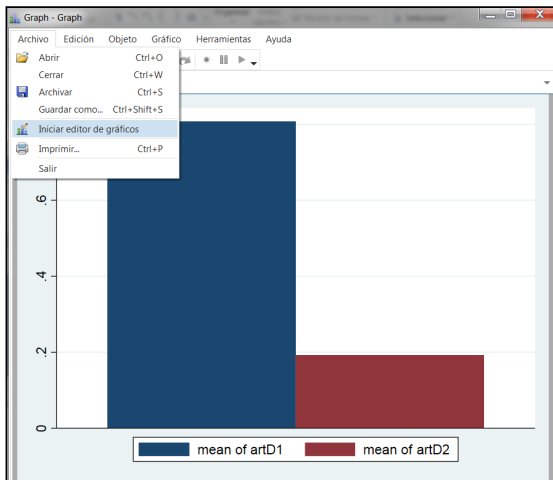 Graph - Graph
Archivo Edición Objeto Gráfico Herramientas Ayuda
Abrir Ctrl+O
Cerrar Ctrl+W
Archivar Ctrl+S
Guardar como... Ctrl+Shift+S
Iniciar editor de gráficos
Imprimir... Ctrl+P
Salir
.6
.4
.2
0
mean of artD1 mean of artD2